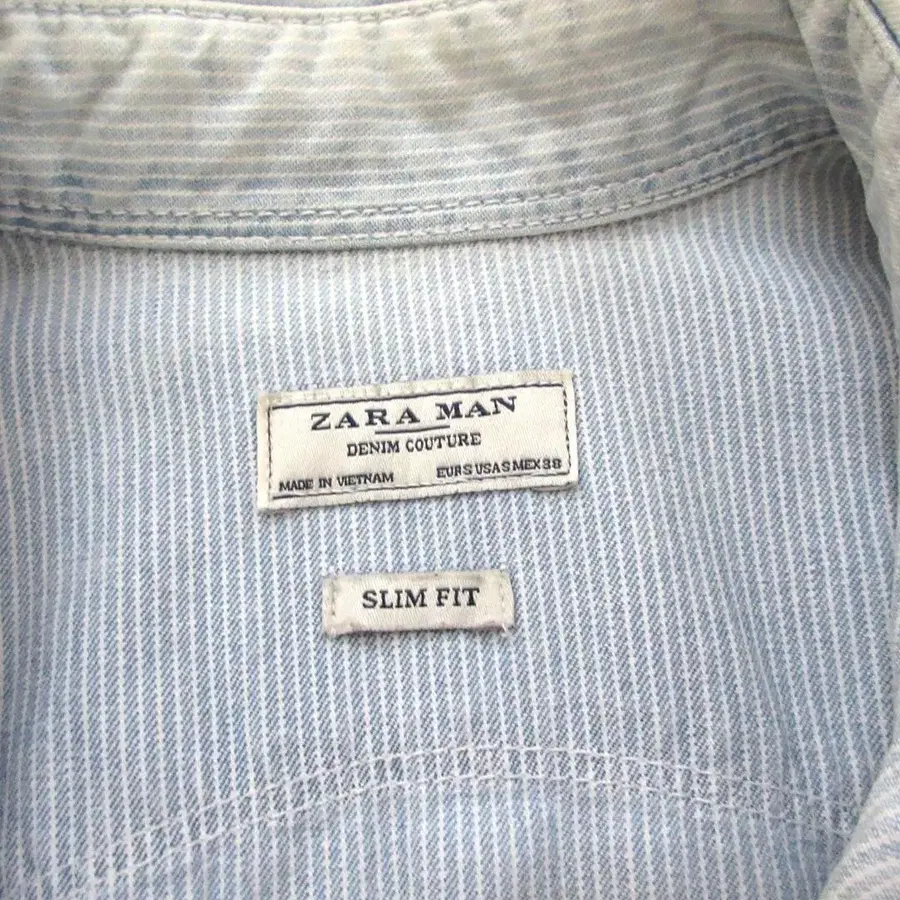 ZARA MAN
DENIM COUTURE
MADE IN VIETNAM EUR S USA S MEX 38
SLIM FIT